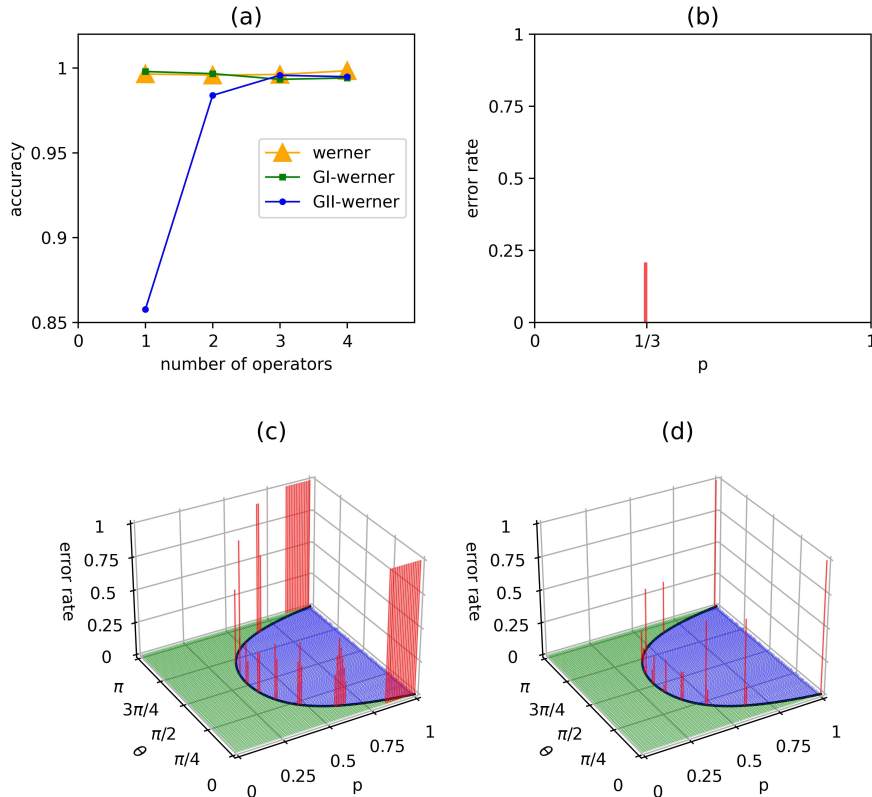 (a)
1
0.95
0.9
0.85
accuracy
0 1 2 3 4
number of operators
werner
GI-werner
GII-werner
(b)
1
0.75
0.5
0.25
0
error rate
0 1/3 1
p
(c)
1
0.75
0.5
0.25
0
error rate
π
3π/4
π/2
π/4
0
θ
0
0.25
0.5
0.75
1
p
(d)
1
0.75
0.5
0.25
0
error rate
π
3π/4
π/2
π/4
0
θ
0
0.25
0.5
0.75
1
p